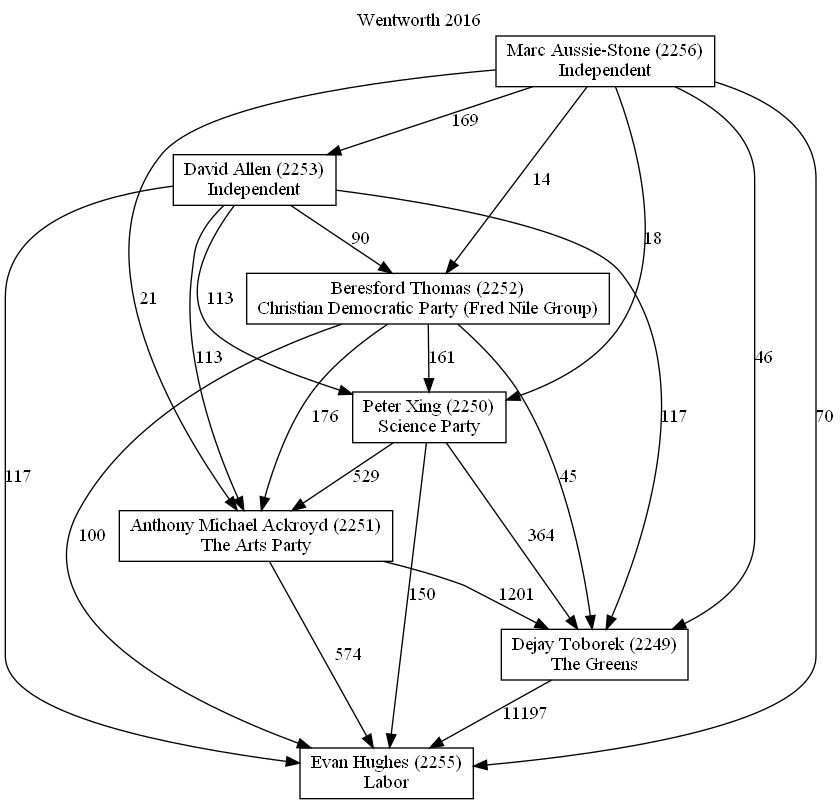 Wentworth 2016
Marc Aussie-Stone (2256)
Independent
169
David Allen (2253)
Independent
14
18
90
Beresford Thomas (2252)
Christian Democratic Party (Fred Nile Group)
21
113
113
161
46
Peter Xing (2250)
Science Party
176
117
70
117
529
45
Anthony Michael Ackroyd (2251)
The Arts Party
100
364
150
1201
Dejay Toborek (2249)
The Greens
574
11197
Evan Hughes (2255)
Labor